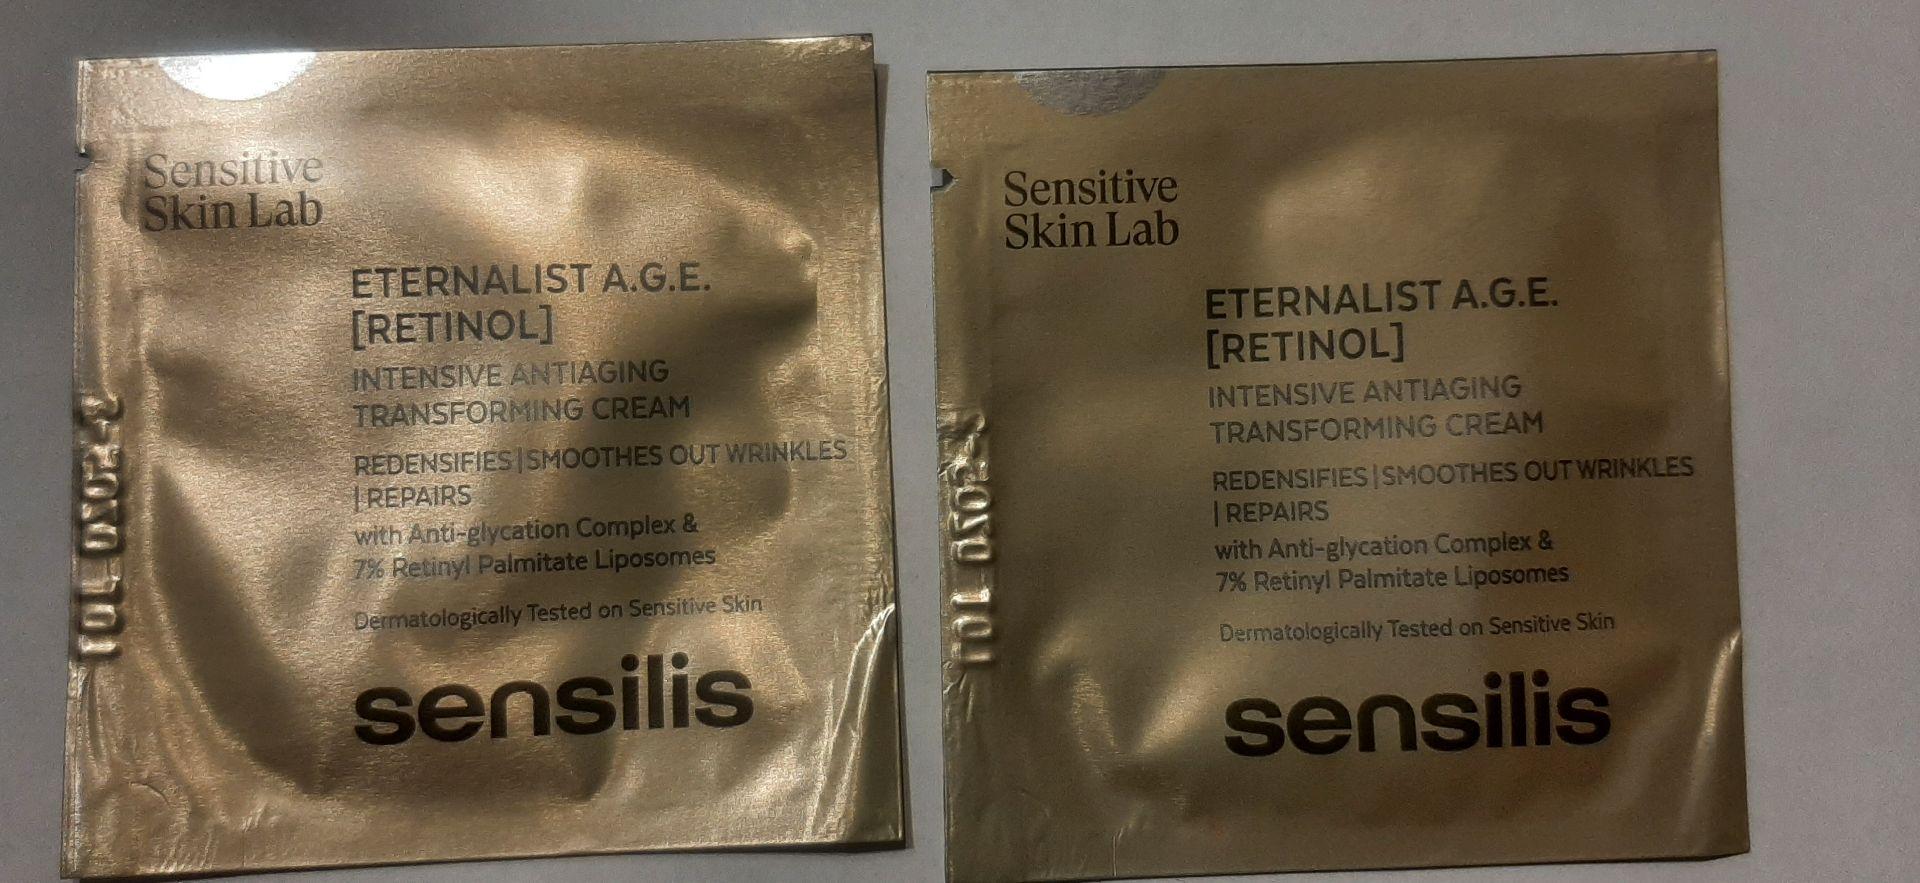 Sensitive
Skin Lab
ETERNALIST A.G.E.
[RETINOL]
INTENSIVE ANTIAGING
TRANSFORMING CREAM
REDENSIFIES|SMOOTHES OUT WRINKLES
|REPAIRS
with Anti-glycation Complex &
7% Retinyl Palmitate Liposomes
Dermatologically Tested on Sensitive Skin
sensilis
Sensitive
Skin Lab
ETERNALIST A.G.E.
[RETINOL]
INTENSIVE ANTIAGING
TRANSFORMING CREAM
REDENSIFIES|SMOOTHES OUT WRINKLES
|REPAIRS
with Anti-glycation Complex &
7% Retinyl Palmitate Liposomes
Dermatologically Tested on Sensitive Skin
sensilis